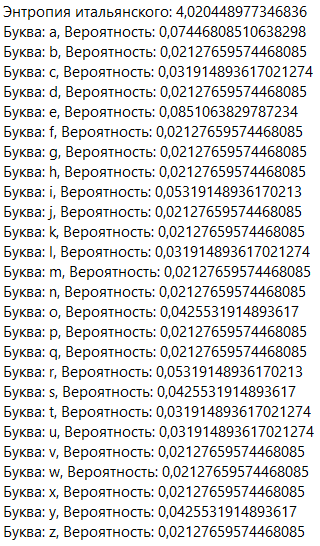 Энтропия итальянского: 4,020448977346836
Буква: a, Вероятность: 0,07446808510638298
Буква: b, Вероятность: 0,02127659574468085
Буква: c, Вероятность: 0,031914893617021274
Буква: d, Вероятность: 0,02127659574468085
Буква: e, Вероятность: 0,0851063829787234
Буква: f, Вероятность: 0,02127659574468085
Буква: g, Вероятность: 0,02127659574468085
Буква: h, Вероятность: 0,02127659574468085
Буква: i, Вероятность: 0,05319148936170213
Буква: j, Вероятность: 0,02127659574468085
Буква: k, Вероятность: 0,02127659574468085
Буква: l, Вероятность: 0,031914893617021274
Буква: m, Вероятность: 0,02127659574468085
Буква: n, Вероятность: 0,02127659574468085
Буква: o, Вероятность: 0,0425531914893617
Буква: p, Вероятность: 0,02127659574468085
Буква: q, Вероятность: 0,02127659574468085
Буква: r, Вероятность: 0,05319148936170213
Буква: s, Вероятность: 0,0425531914893617
Буква: t, Вероятность: 0,031914893617021274
Буква: u, Вероятность: 0,031914893617021274
Буква: v, Вероятность: 0,02127659574468085
Буква: w, Вероятность: 0,02127659574468085
Буква: x, Вероятность: 0,02127659574468085
Буква: y, Вероятность: 0,0425531914893617
Буква: z, Вероятность: 0,02127659574468085